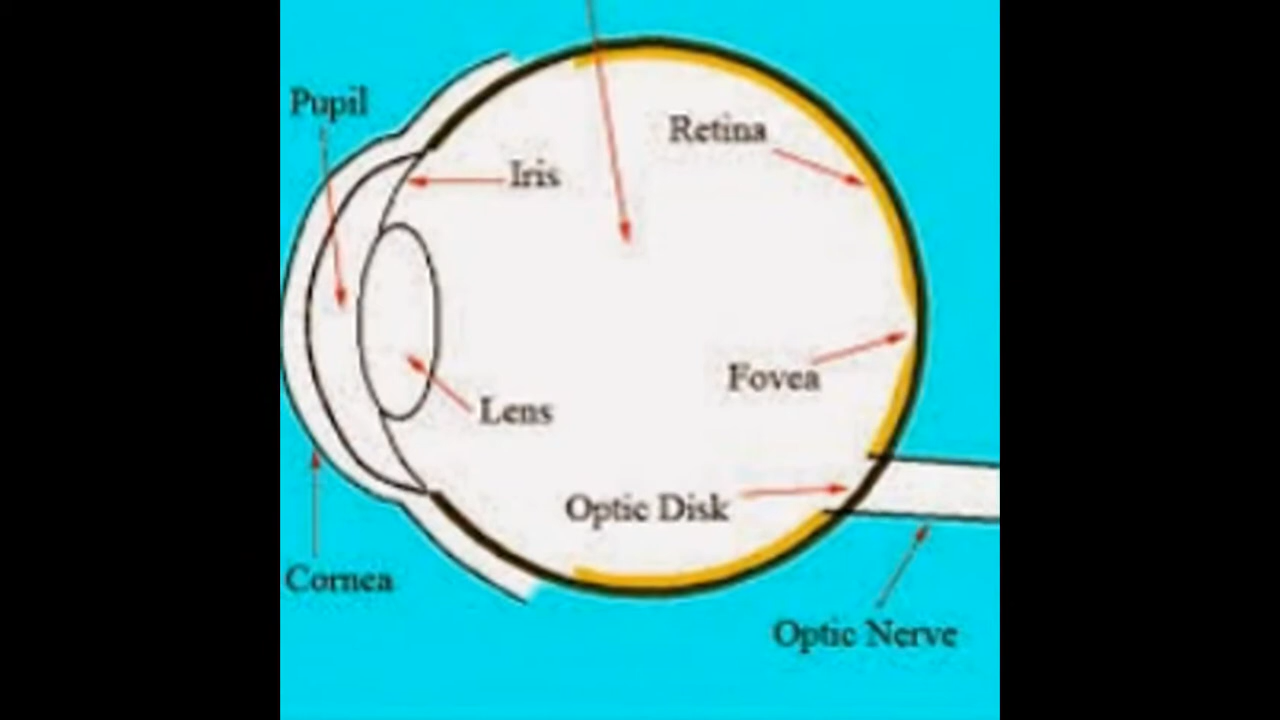 Pupil
Retina
Iris
Fovea
Lens
Optic Disk
Cornea
Optic Nerve